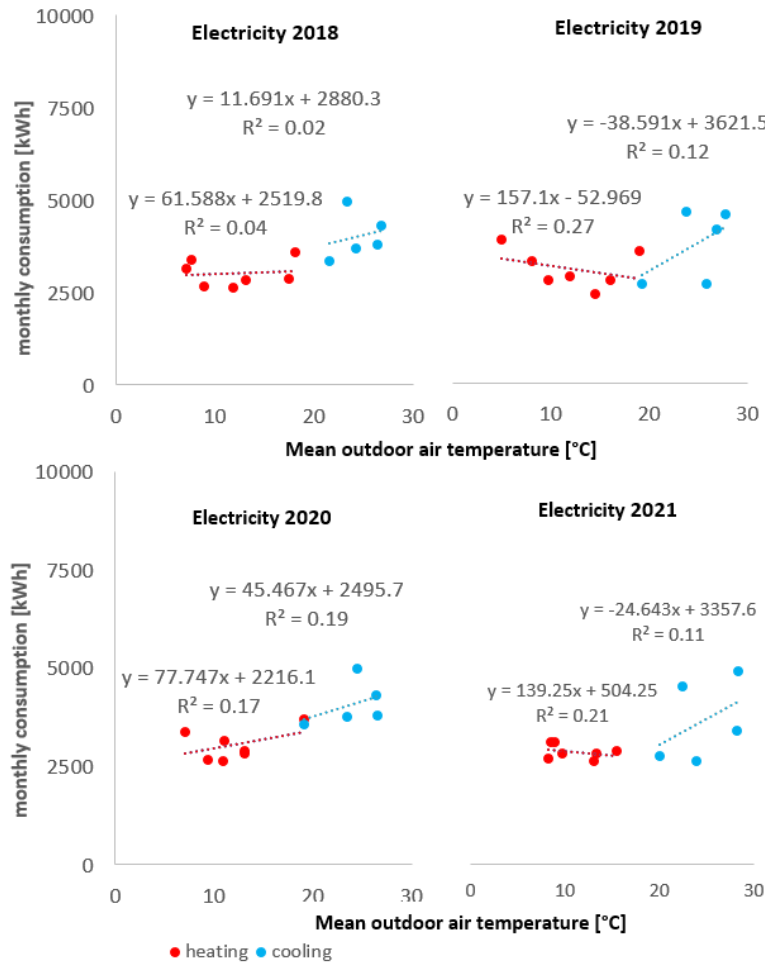 10000
Electricity 2018
Electricity 2019
7500
y = 11.691x + 2880.3
R² = 0.02
y = -38.591x + 3621.5
R² = 0.12
monthly consumption [kWh]
5000
y = 61.588x + 2519.8
R² = 0.04
y = 157.1x - 52.969
R² = 0.27
2500
0
0 10 20 30
0 10 20 30
Mean outdoor air temperature [°C]
10000
Electricity 2020
Electricity 2021
7500
y = 45.467x + 2495.7
R² = 0.19
y = -24.643x + 3357.6
R² = 0.11
monthly consumption [kWh]
5000
y = 77.747x + 2216.1
R² = 0.17
y = 139.25x + 504.25
R² = 0.21
2500
0
0 10 20 30
0 10 20 30
Mean outdoor air temperature [°C]
heating cooling